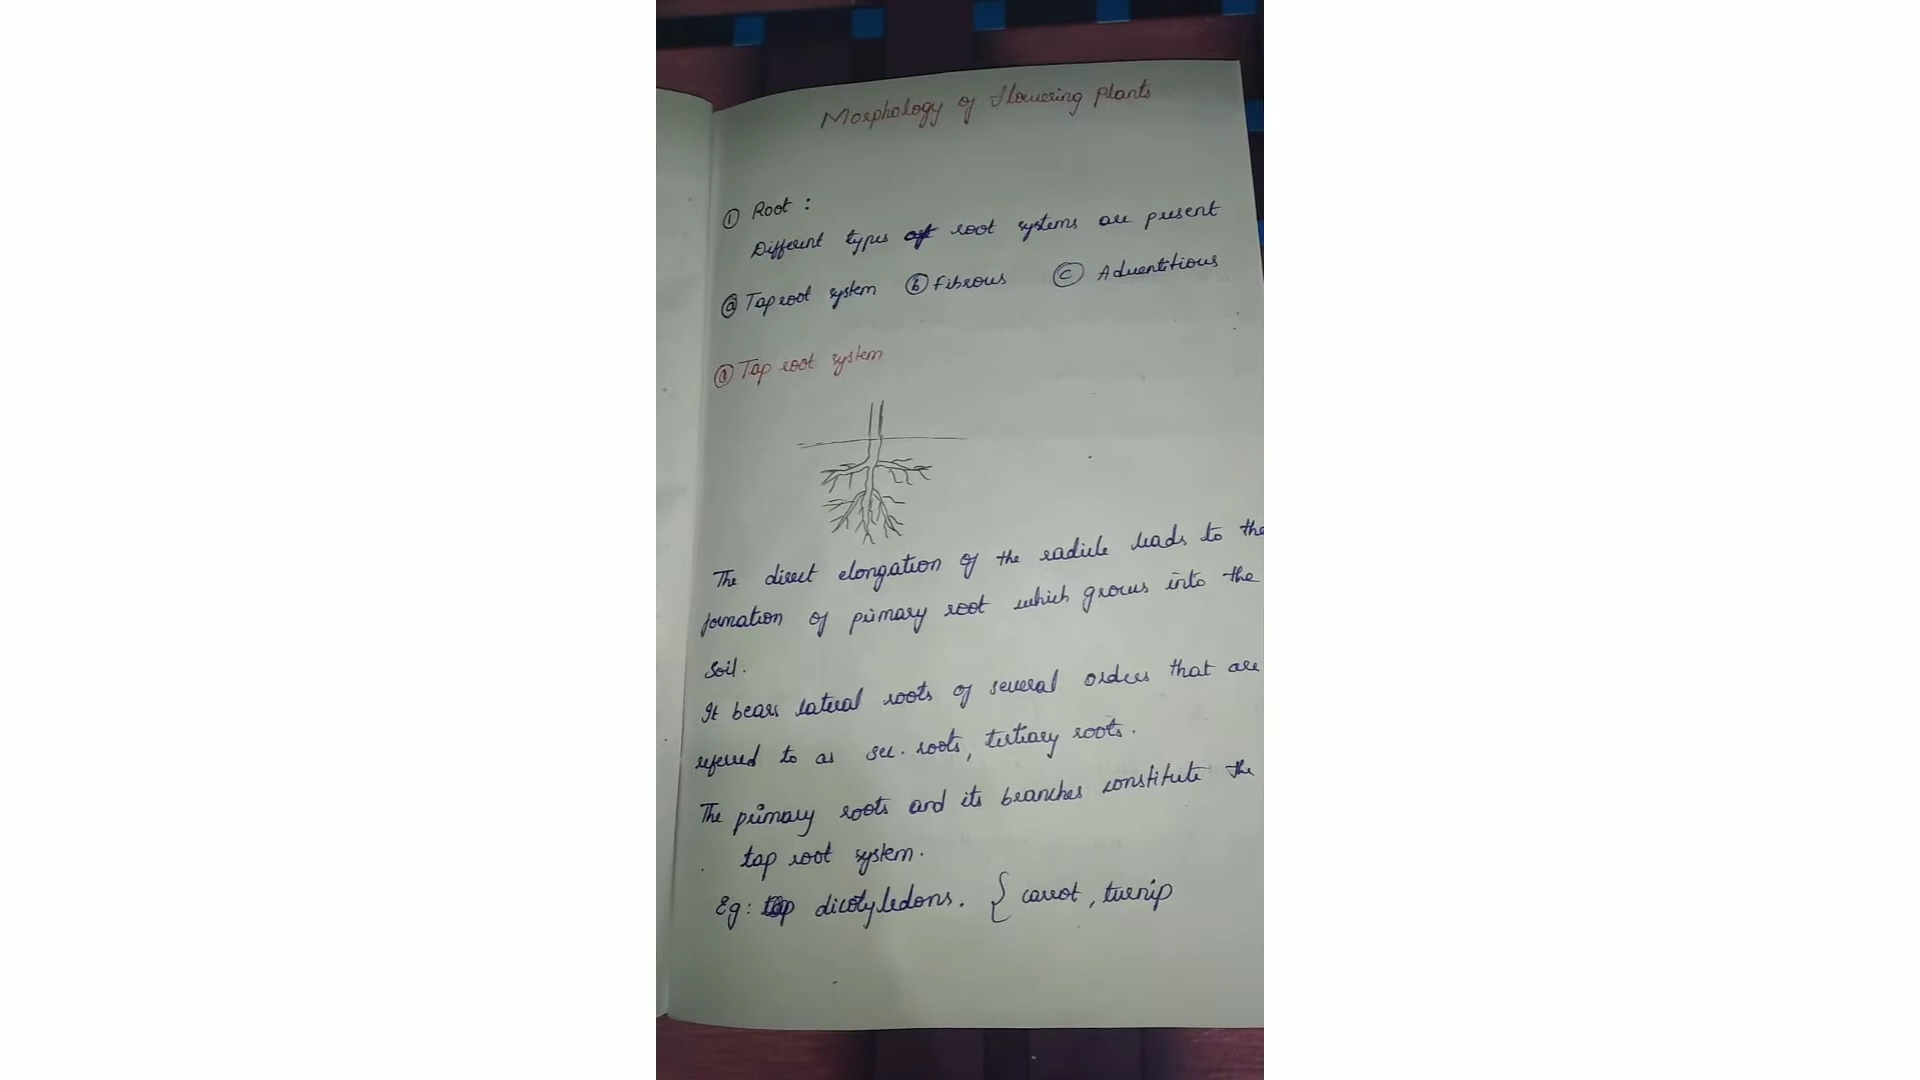 Morphology of flowering plants
① Root :
Different types of root systems are present
ⓐ Tap root system ⓑ Fibrous ⓒ Adventitious
ⓐ Tap root system
The direct elongation of the radicle leads to the
formation of primary root which grows into the
Soil.
It bears lateral roots of several orders that are
referred to as sec. roots, tertiary roots.
The primary roots and its branches constitute the
tap root system.
Eg: dicotyledons. { carrot, turnip